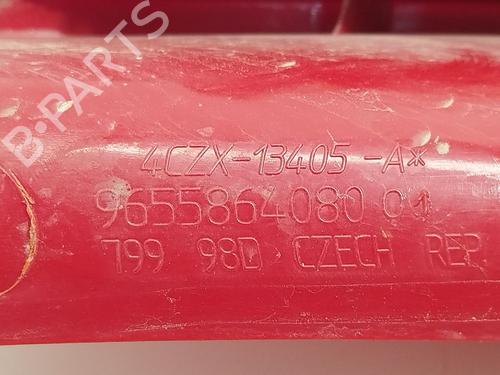 B-PARTS
4CZX-13405-A*
9655864080 01
799 98D CZECH REP